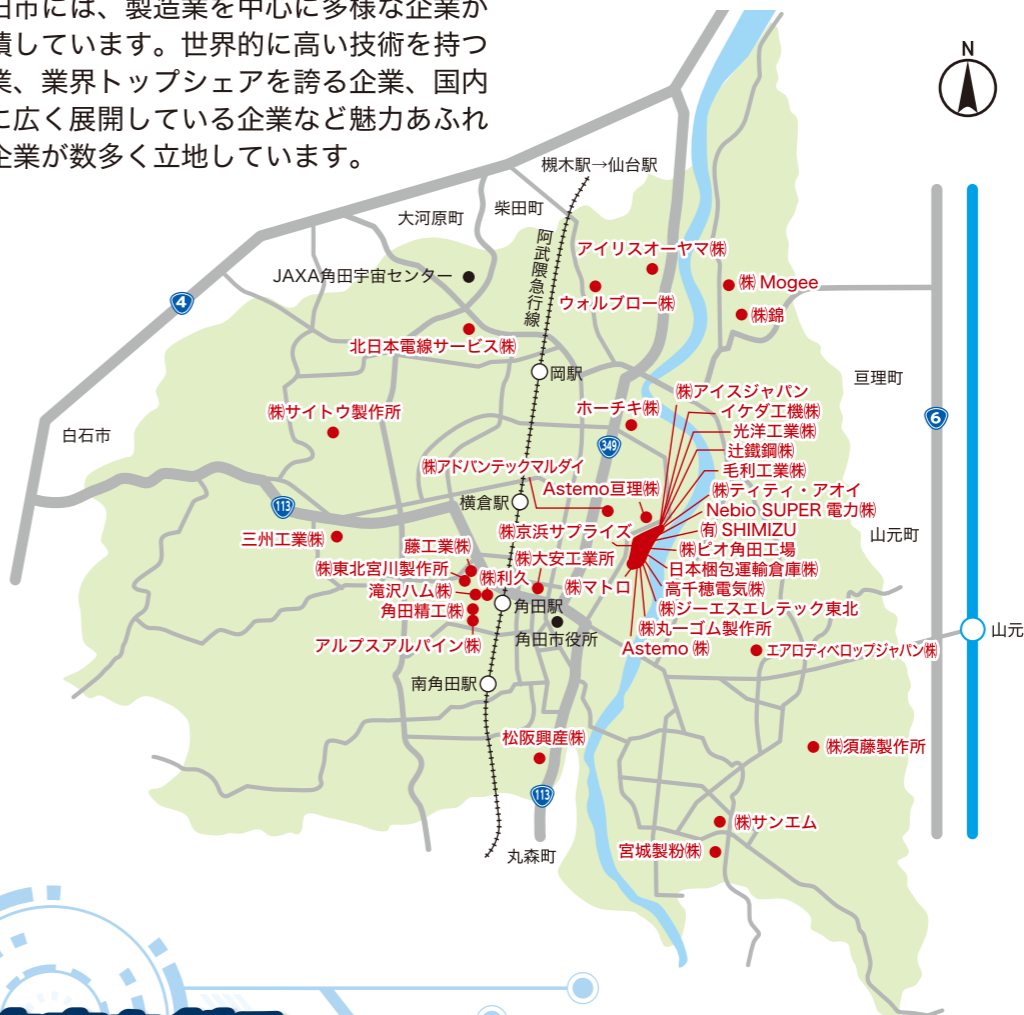 田市には、製造業を中心に多様な企業が
積しています。世界的に高い技術を持つ
業、業界トップシェアを誇る企業、国内
に広く展開している企業など魅力あふれ
企業が数多く立地しています。
N
槻木駅→仙台駅
柴田町
大河原町
阿武隈急行線
アイリスオーヤマ㈱
JAXA角田宇宙センター
㈱ Mogee
ウォルブロー㈱
4
㈱錦
北日本電線サービス㈱
岡駅
亘理町
㈱アイスジャパン
㈱サイトウ製作所
ホーチキ㈱
イケダ工機㈱
6
白石市
光洋工業㈱
349
辻鐵鋼㈱
㈱アドバンテックマルダイ
毛利工業㈱
Astemo亘理㈱
㈱ティティ・アオイ
横倉駅
113
Nebio SUPER 電力㈱
㈱京浜サプライズ
㈲ SHIMIZU
山元町
三州工業㈱
藤工業㈱
㈱ピオ角田工場
㈱大安工業所
㈱東北宮川製作所
日本梱包運輸倉庫㈱
㈱利久
滝沢ハム㈱
㈱マトロ
高千穂電気㈱
角田駅
角田精工㈱
㈱ジーエスエレテック東北
㈱丸一ゴム製作所
山元
角田市役所
アルプスアルパイン㈱
Astemo ㈱
エアロディベロップジャパン㈱
南角田駅
松阪興産㈱
㈱須藤製作所
113
㈱サンエム
宮城製粉㈱
丸森町